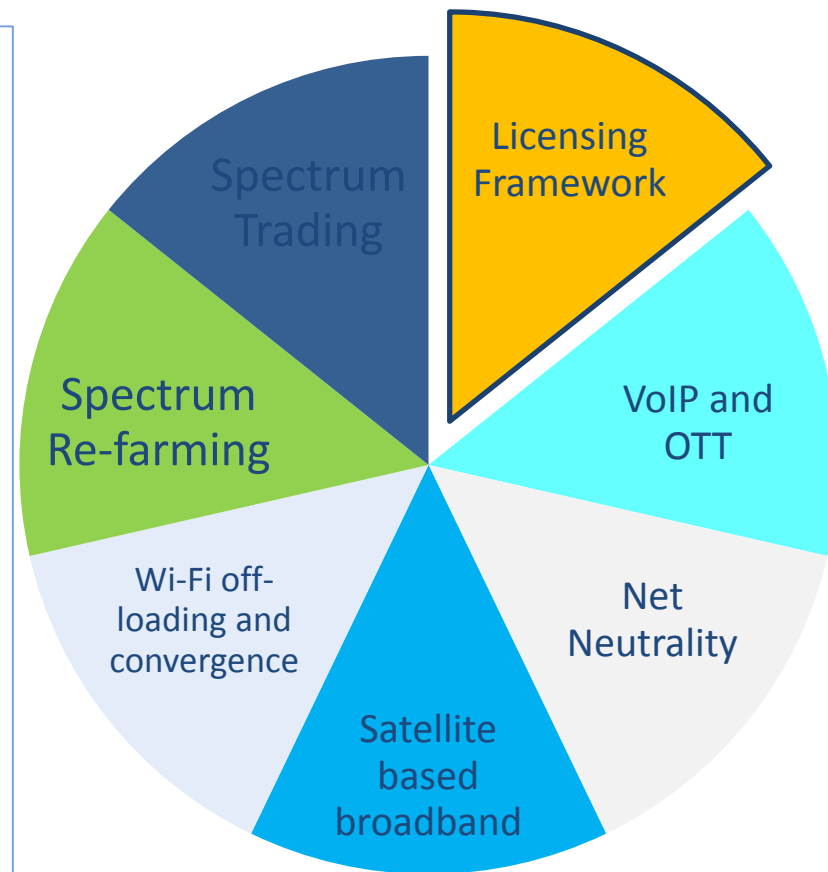 Licensing
Framework
VoIP and
OTT
Net
Neutrality
Satellite
based
broadband
Wi-Fi off-
loading and
convergence
Spectrum
Re-farming
Spectrum
Trading